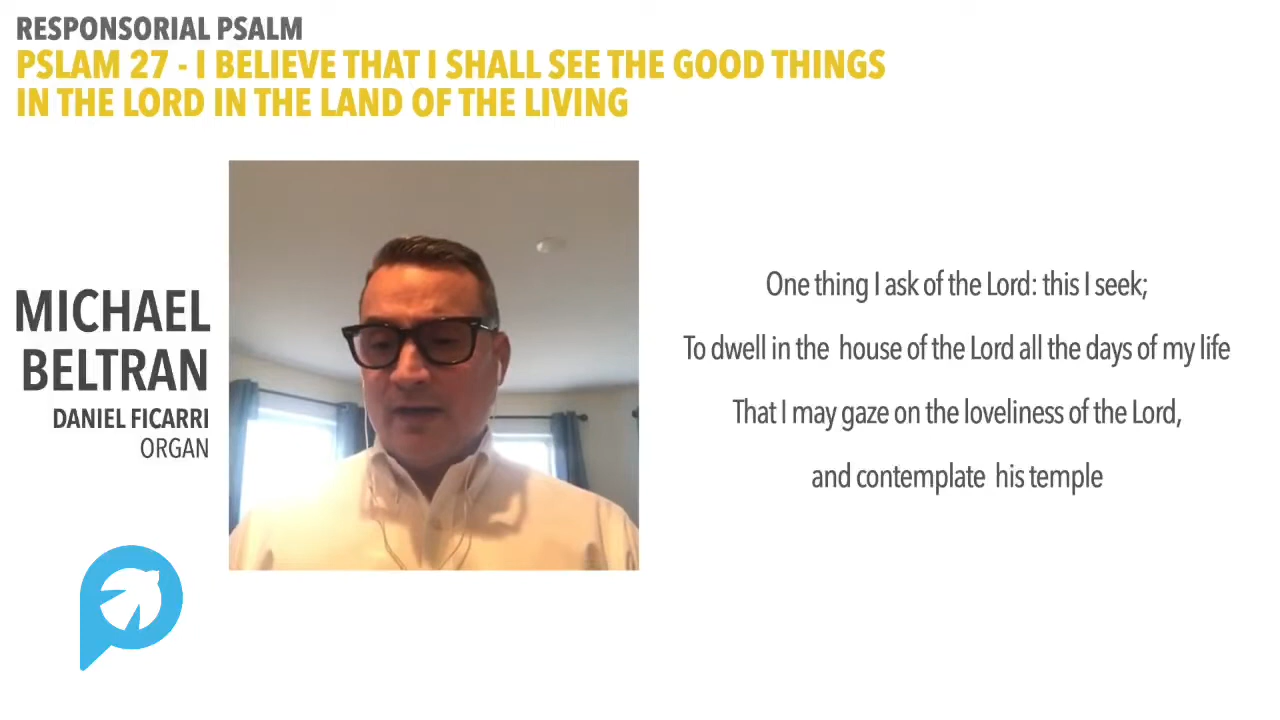 RESPONSORIAL PSALM
PSLAM 27 - I BELIEVE THAT I SHALL SEE THE GOOD THINGS
IN THE LORD IN THE LAND OF THE LIVING
MICHAEL
BELTRAN
DANIEL FICARRI
ORGAN
One thing I ask of the Lord: this I seek;
To dwell in the house of the Lord all the days of my life
That I may gaze on the loveliness of the Lord,
and contemplate his temple